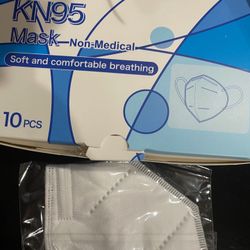 KN95
Mask Non-Medical
Soft and comfortable breathing
10 PCS